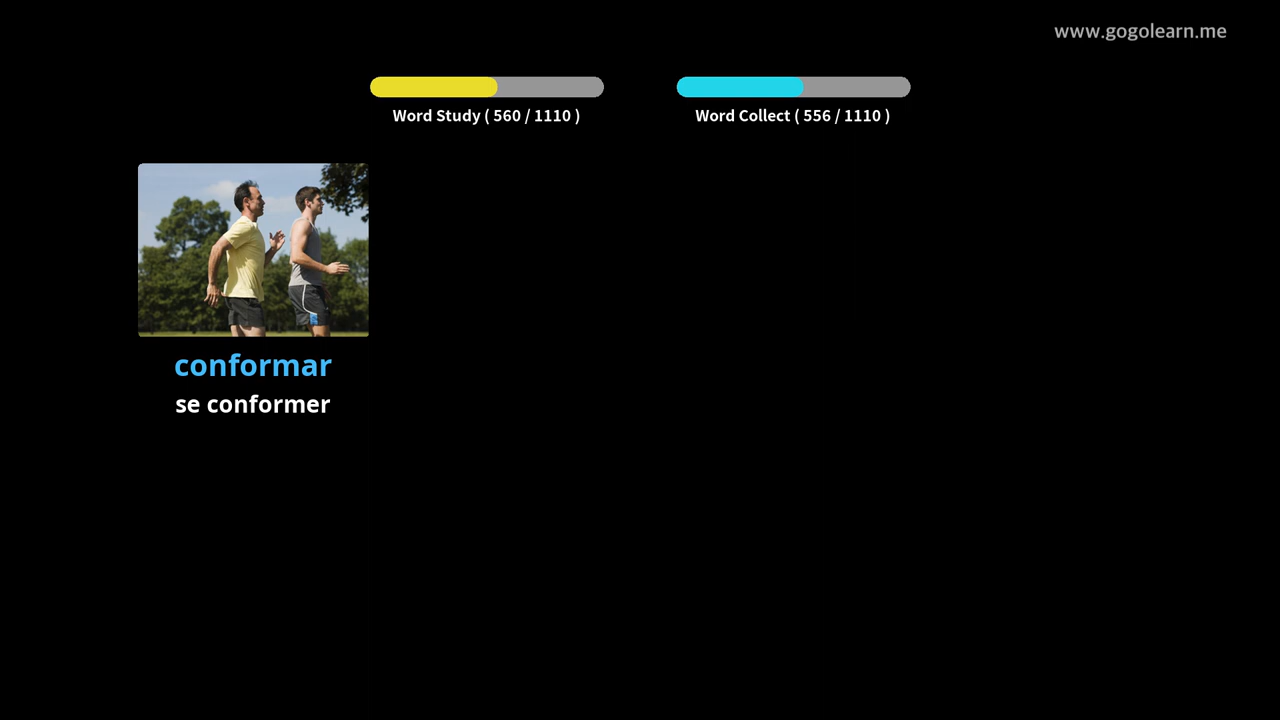 www.gogolearn.me
Word Study ( 560 / 1110 )
Word Collect ( 556 / 1110 )
conformar
se conformer